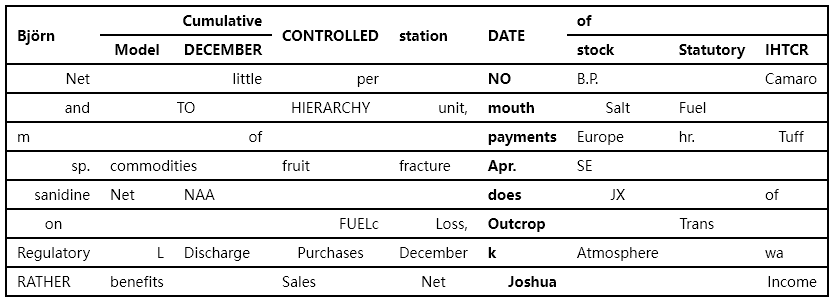 Björn Cumulative CONTROLLED station DATE of
Model DECEMBER stock Statutory IHTCR
Net little per NO B.P. Camaro
and TO HIERARCHY unit, mouth Salt Fuel
m of payments Europe hr. Tuff
sp. commodities fruit fracture Apr. SE
sanidine Net NAA does JX of
on FUELc Loss, Outcrop Trans
Regulatory L Discharge Purchases December k Atmosphere wa
RATHER benefits Sales Net Joshua Income